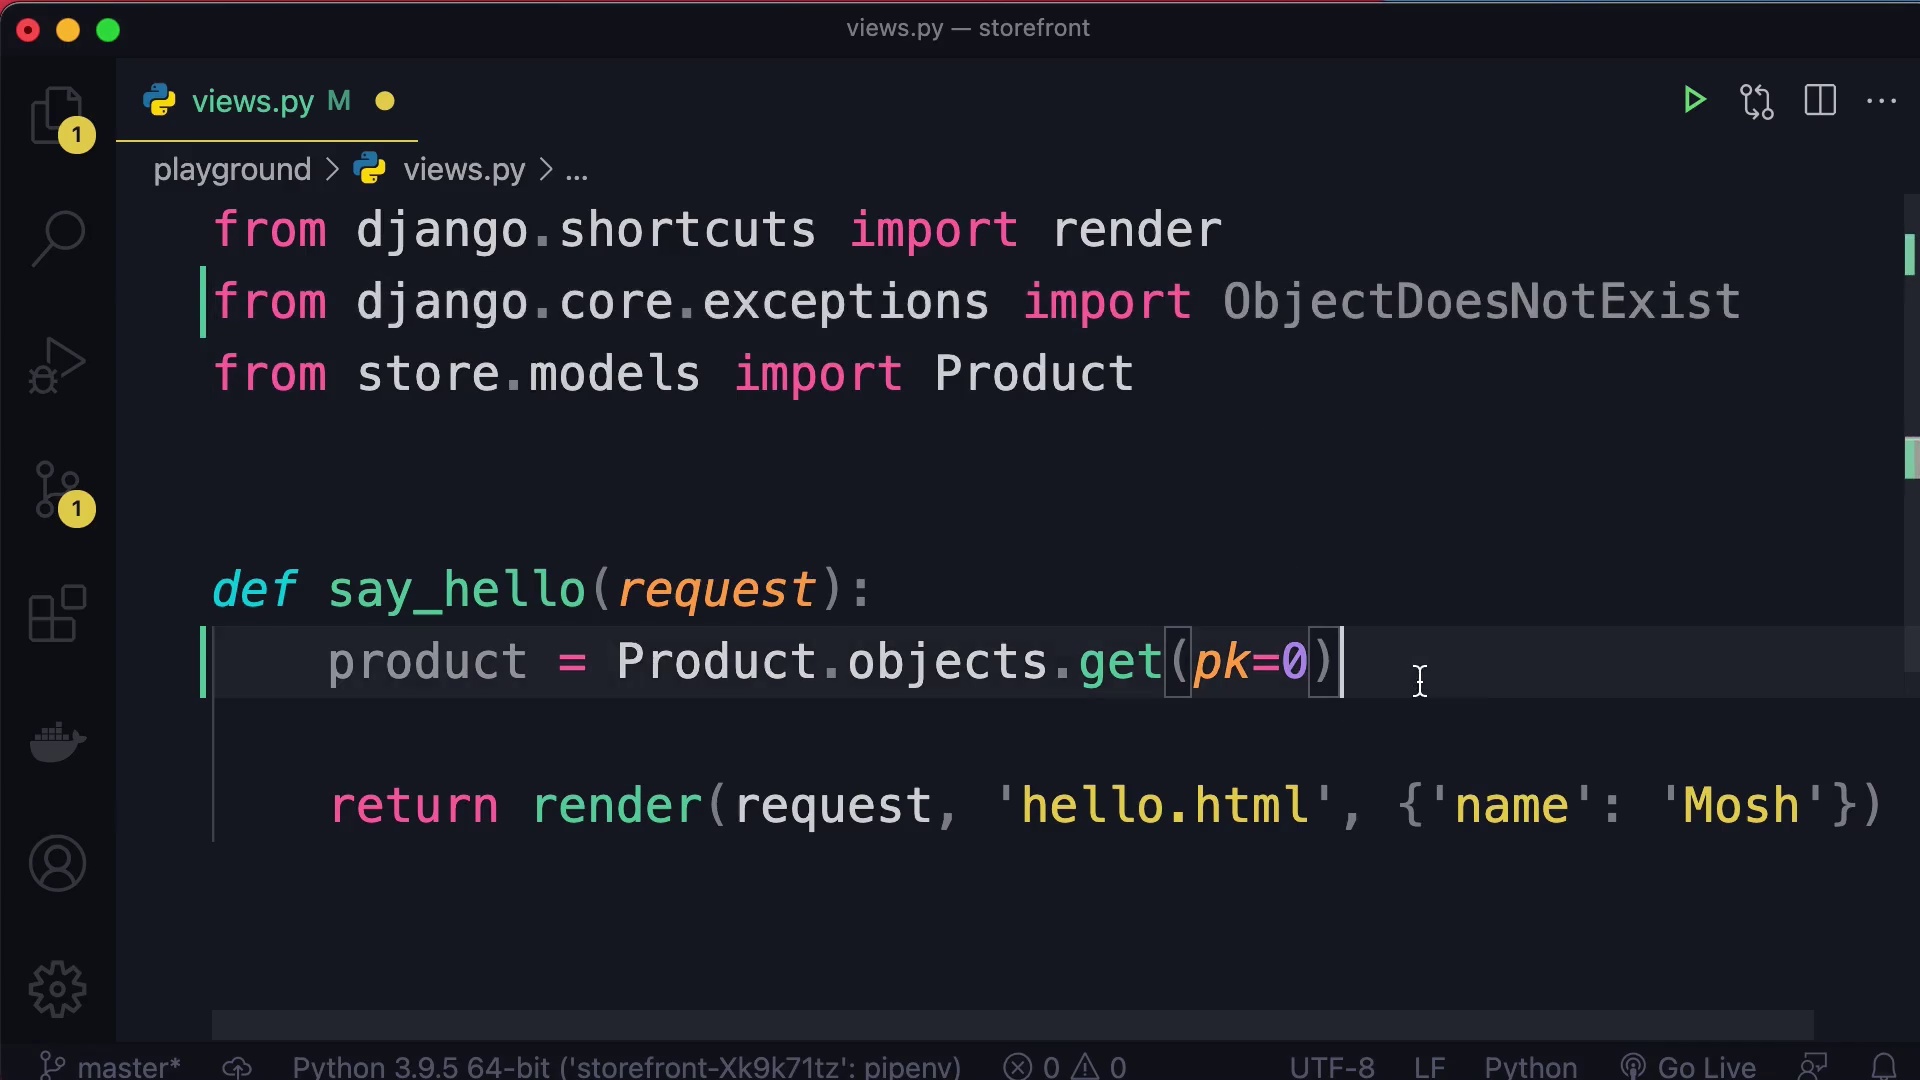 views.py — storefront
views.py M
1
playground > views.py > ...
from django.shortcuts import render
from django.core.exceptions import ObjectDoesNotExist
from store.models import Product
1
def say_hello(request):
    product = Product.objects.get(pk=0)
    return render(request, 'hello.html', {'name': 'Mosh'})
master* Python 3.9.5 64-bit ('storefront-Xk9k71tz': pipenv) 0 0 UTF-8 LF Python Go Live